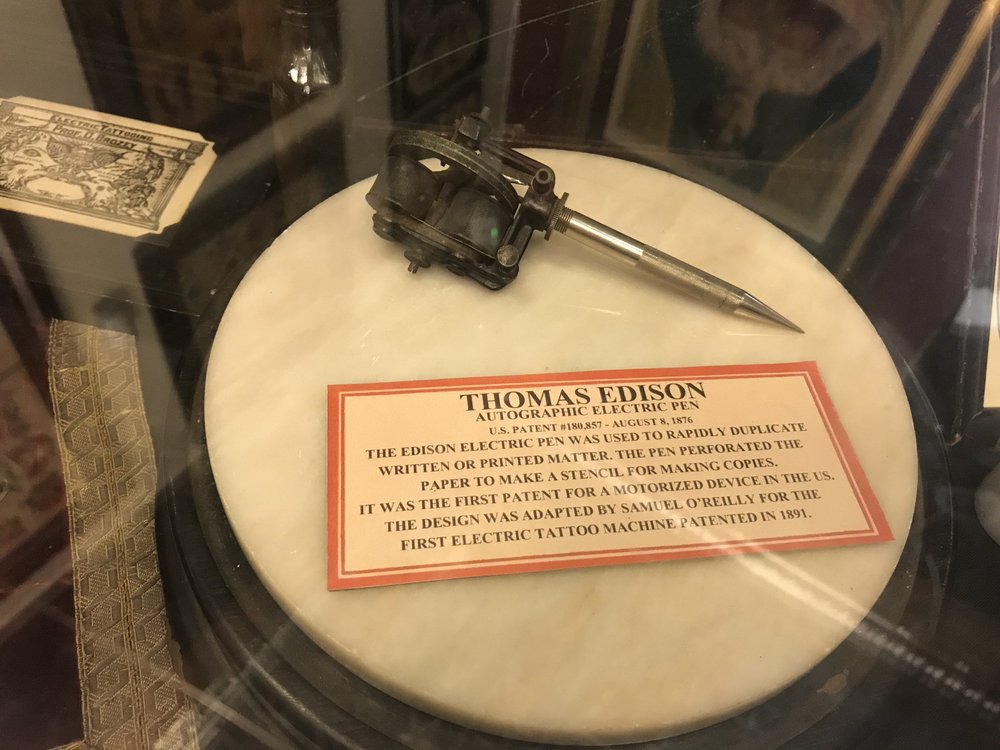 ELECTRIC TATTOOING
PROF.
THOMAS EDISON
AUTOGRAPHIC ELECTRIC PEN
U.S. PATENT #180,857 - AUGUST 8, 1876
THE EDISON ELECTRIC PEN WAS USED TO RAPIDLY DUPLICATE
WRITTEN OR PRINTED MATTER. THE PEN PERFORATED THE
PAPER TO MAKE A STENCIL FOR MAKING COPIES.
IT WAS THE FIRST PATENT FOR A MOTORIZED DEVICE IN THE US.
THE DESIGN WAS ADAPTED BY SAMUEL O'REILLY FOR THE
FIRST ELECTRIC TATTOO MACHINE PATENTED IN 1891.